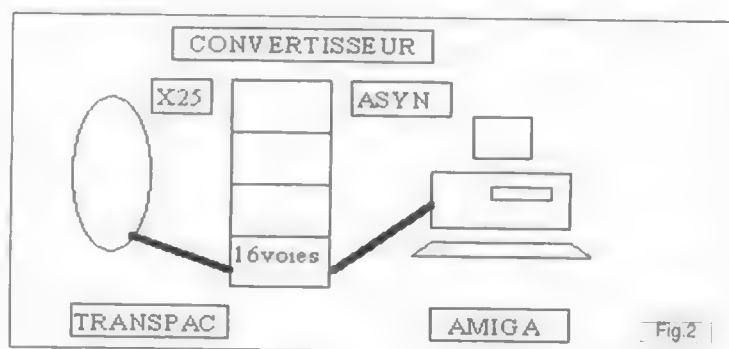 CONVERTISSEUR
X25
ASYN
16voies
TRANSPAC
AMIGA
Fig.2